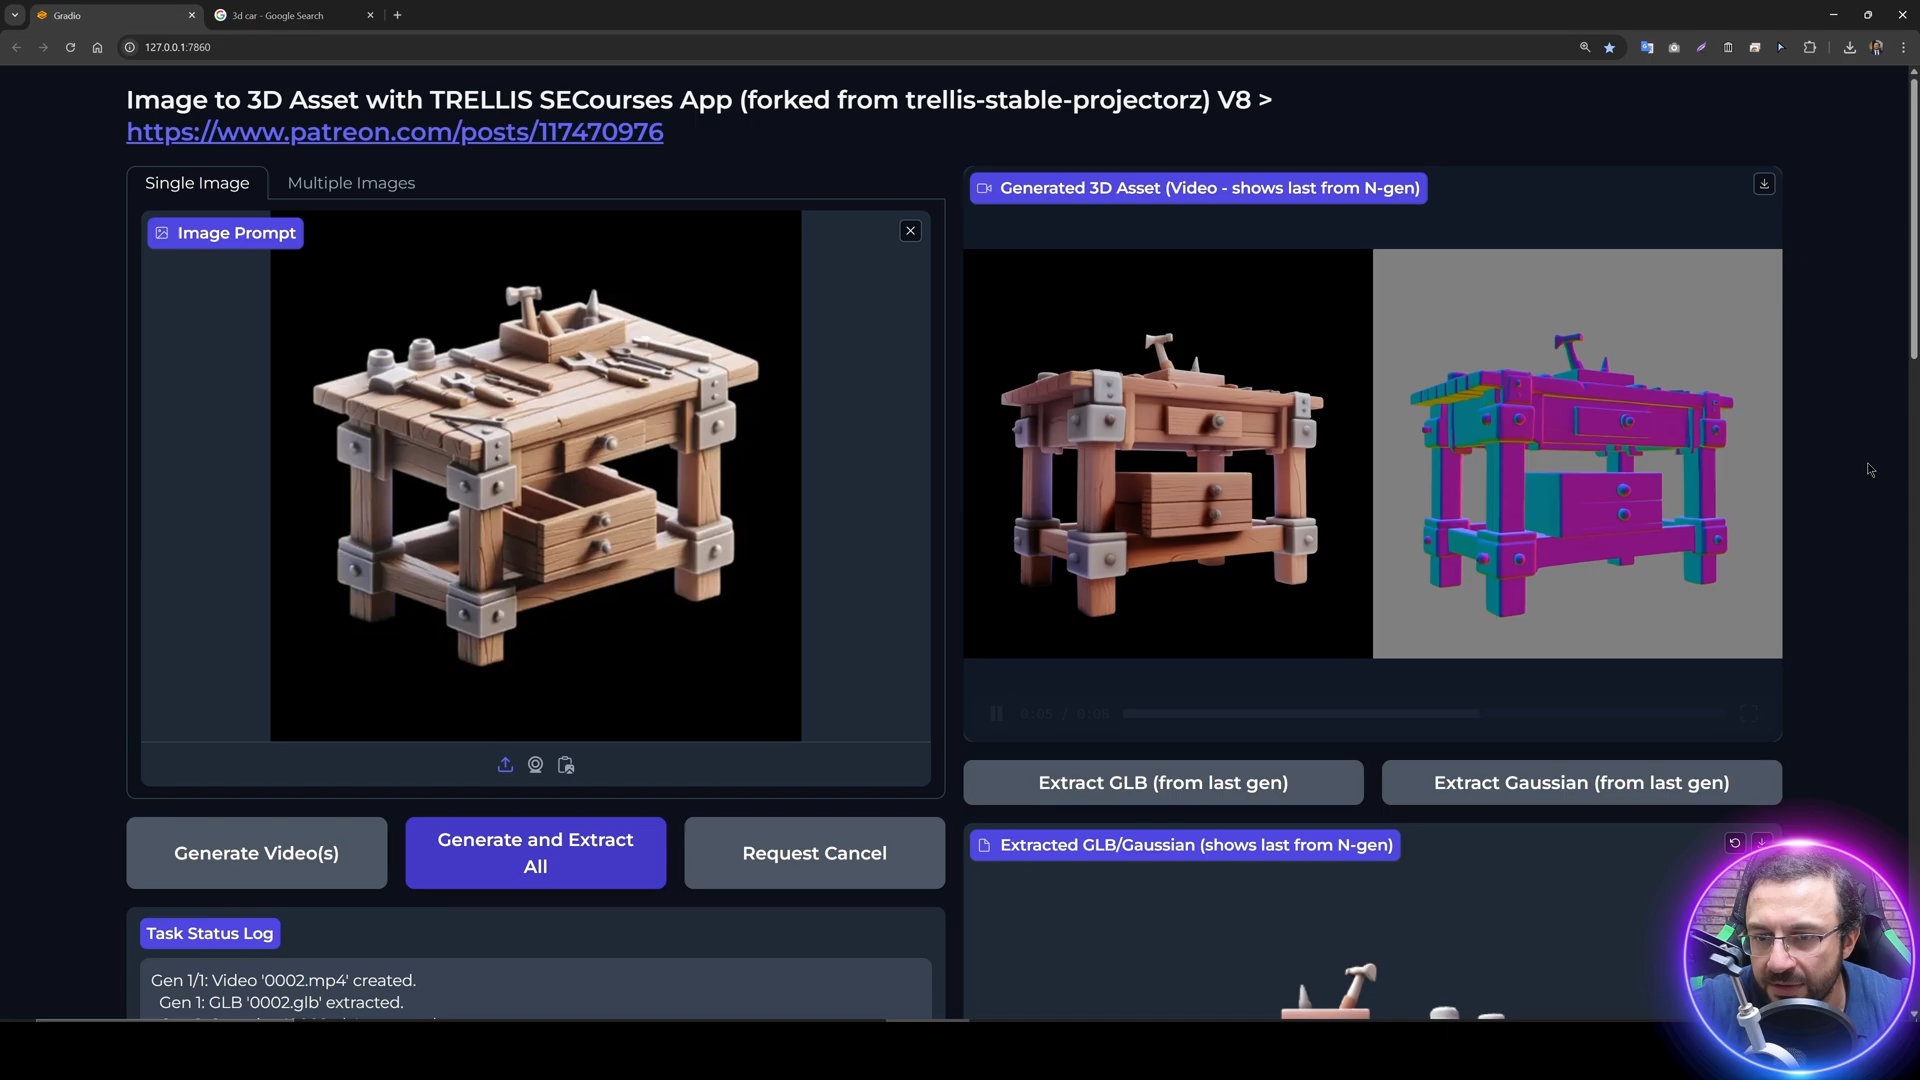 Gradio
3d car - Google Search
127.0.0.1:7860
Image to 3D Asset with TRELLIS SECourses App (forked from trellis-stable-projectorz) V8 >
https://www.patreon.com/posts/117470976
Single Image
Multiple Images
Image Prompt
Generated 3D Asset (Video - shows last from N-gen)
0:05 / 0:08
Extract GLB (from last gen)
Extract Gaussian (from last gen)
Generate Video(s)
Generate and Extract
All
Request Cancel
Extracted GLB/Gaussian (shows last from N-gen)
Task Status Log
Gen 1/1: Video '0002.mp4' created.
Gen 1: GLB '0002.glb' extracted.